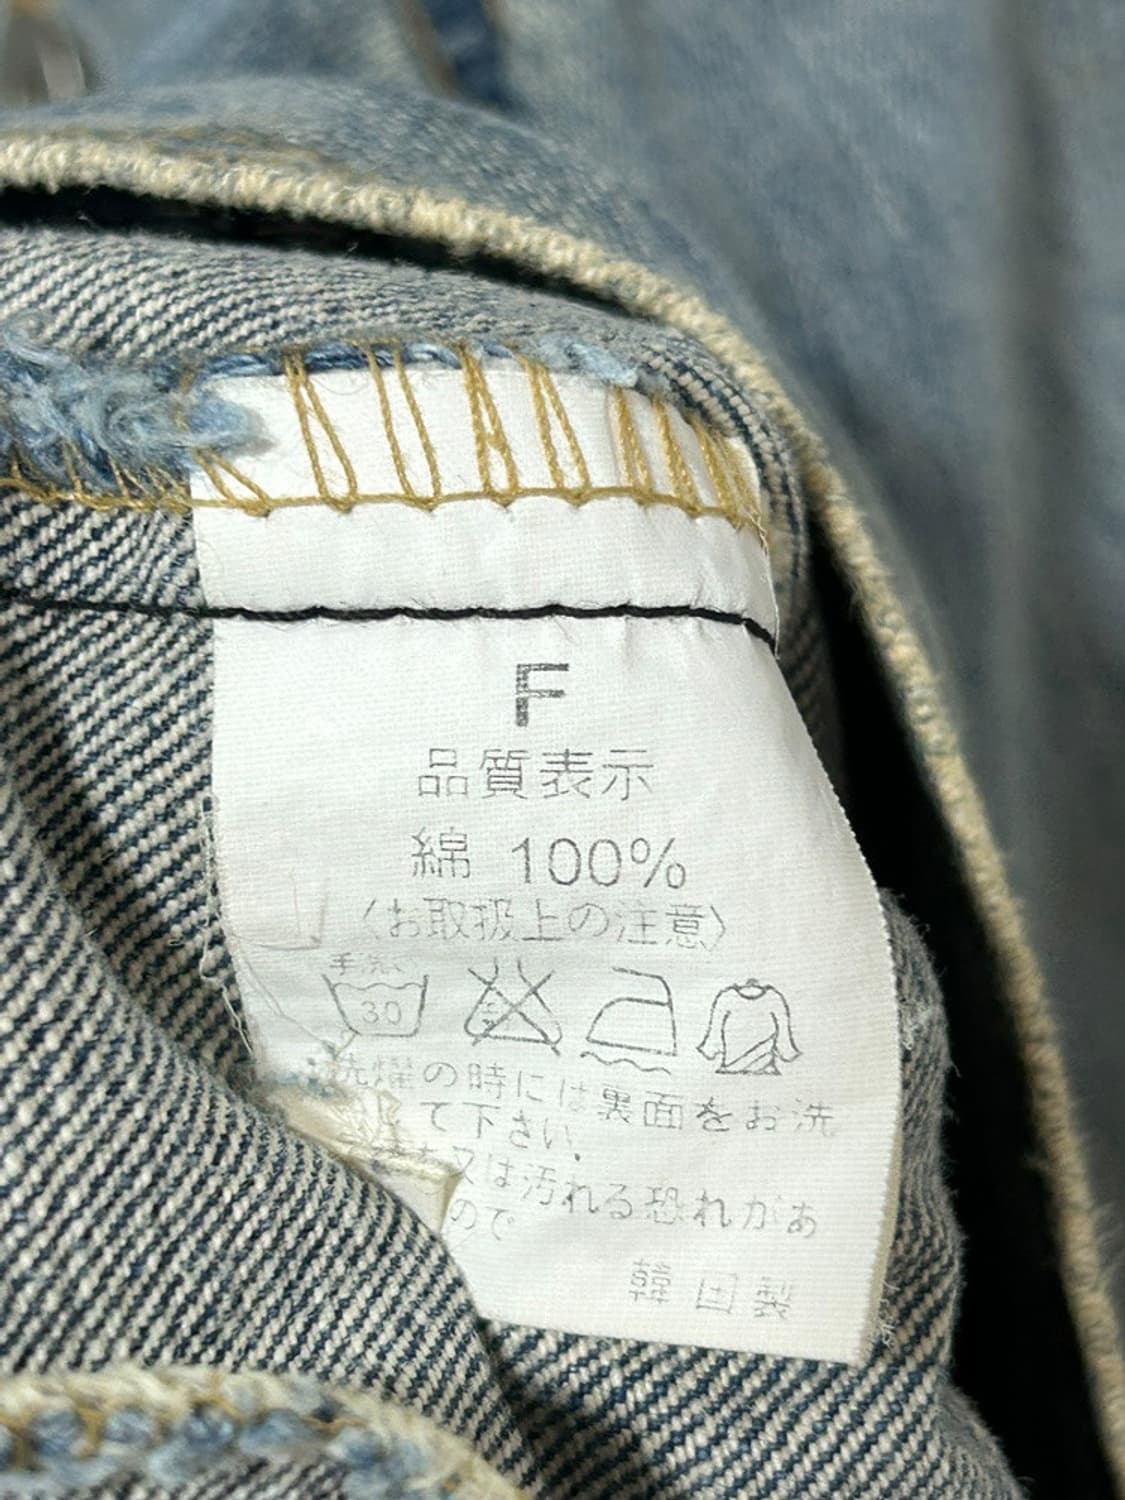 F
品質表示
綿 100%
〈お取扱上の注意〉
手洗い
30
洗濯の時には裏面をお洗
て下さい.
又は汚れる恐れがあ
ので
韓国製